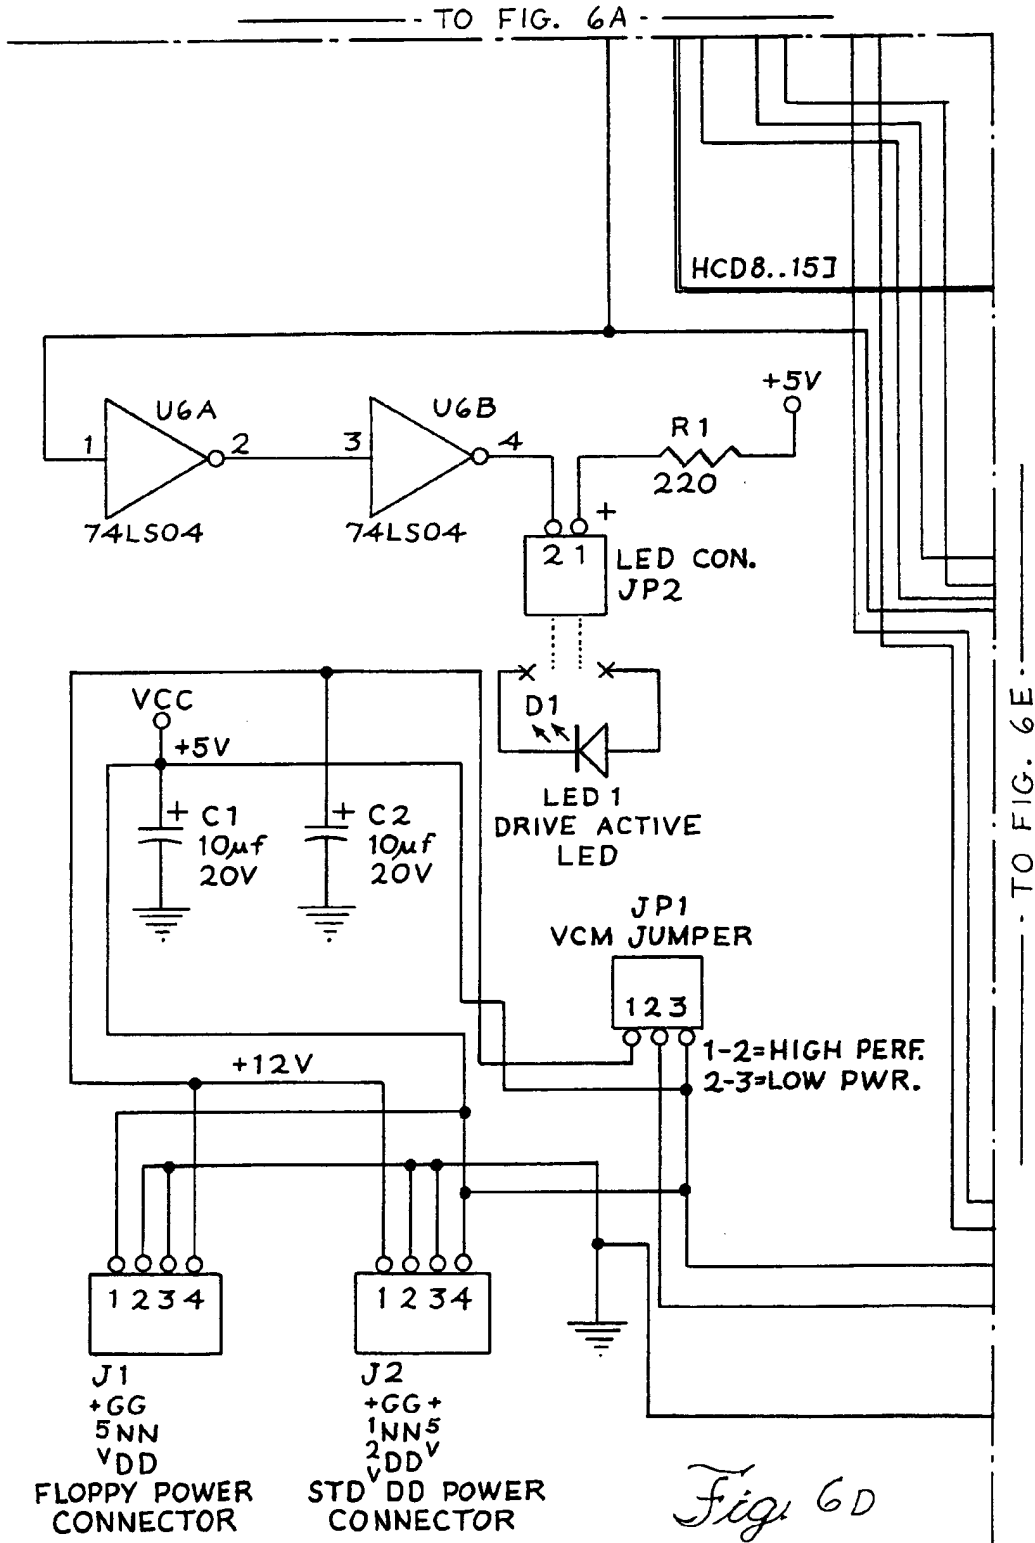 - TO FIG. 6A -
HCD8..15]
+5V
U6A
U6B
R1
1
2
3
4
220
74LS04
74LS04
+
2 1
LED CON.
JP2
VCC
D1
+5V
LED 1
DRIVE ACTIVE
LED
+ C1
10µf
20V
+ C2
10µf
20V
- TO FIG. 6E -
JP1
VCM JUMPER
1 2 3
1-2=HIGH PERF.
2-3=LOW PWR.
+12V
1 2 3 4
1 2 3 4
J1
+GG
5NN
VDD
FLOPPY POWER
CONNECTOR
J2
+GG+
1NN5
2DDV
V
STD DD POWER
CONNECTOR
Fig. 6D